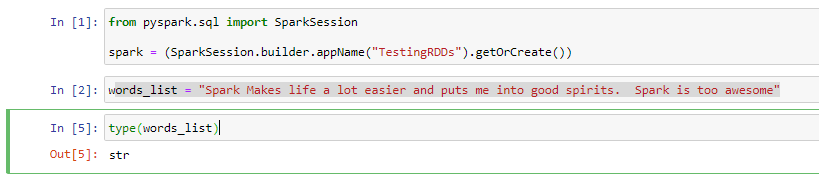 In [1]: from pyspark.sql import SparkSession
spark = (SparkSession.builder.appName("TestingRDDs").getOrCreate())
In [2]: words_list = "Spark Makes life a lot easier and puts me into good spirits.  Spark is too awesome"
In [5]: type(words_list)
Out[5]: str